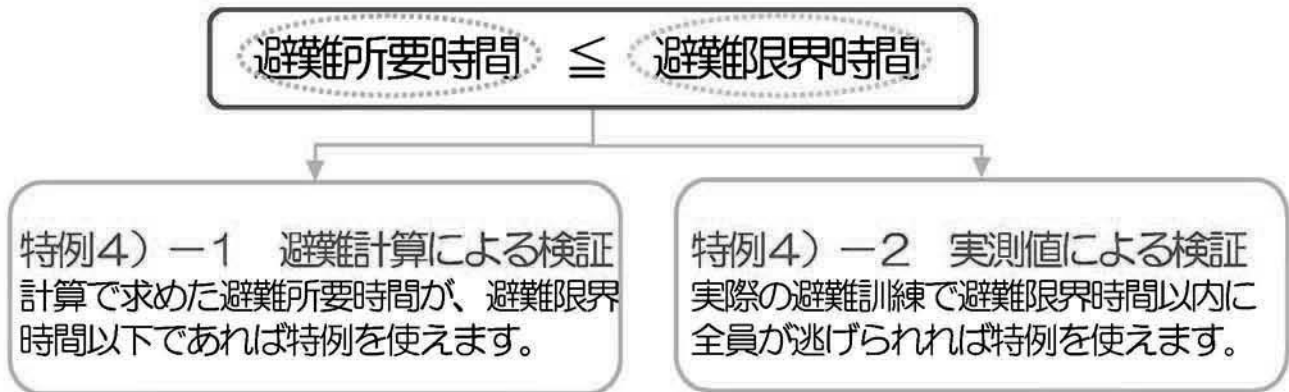 避難所要時間 ≦ 避難限界時間
特例4）－1　避難計算による検証
計算で求めた避難所要時間が、避難限界
時間以下であれば特例を使えます。
特例4）－2　実測値による検証
実際の避難訓練で避難限界時間以内に
全員が逃げられれば特例を使えます。